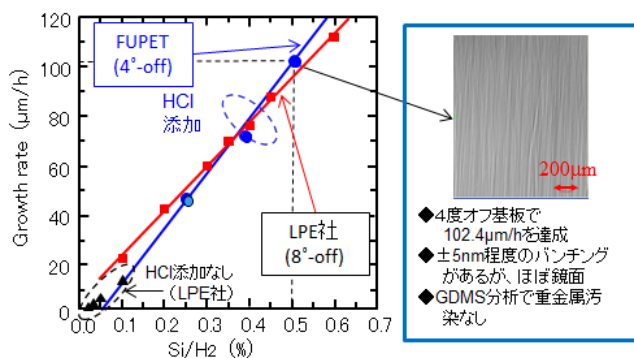 120
100
80
60
40
20
0
Growth rate (μm/h)
0.0
0.1
0.2
0.3
0.4
0.5
0.6
0.7
Si/H2 (%)
FUPET
(4°-off)
HCl
添加
LPE社
(8°-off)
HCl添加なし
(LPE社)
200μm
◆4度オフ基板で
102.4μm/hを達成
◆±5nm程度のバンチング
があるが、ほぼ鏡面
◆GDMS分析で重金属汚
染なし